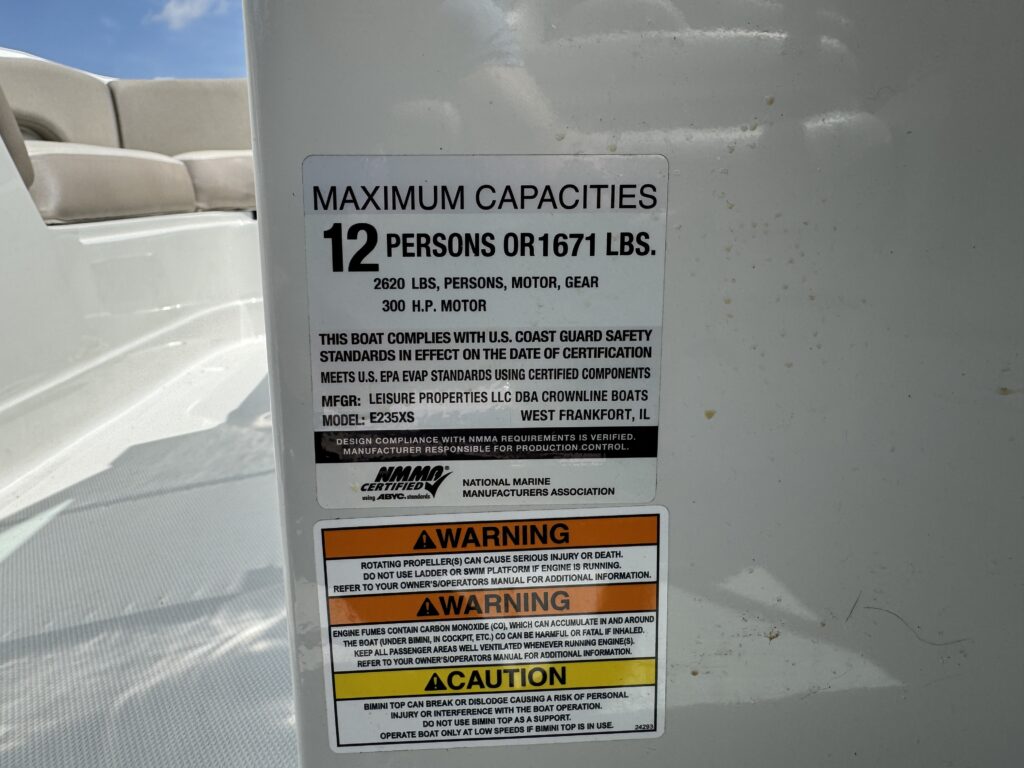 MAXIMUM CAPACITIES
12 PERSONS OR 1671 LBS.
2620 LBS, PERSONS, MOTOR, GEAR
300 H.P. MOTOR
THIS BOAT COMPLIES WITH U.S. COAST GUARD SAFETY
STANDARDS IN EFFECT ON THE DATE OF CERTIFICATION
MEETS U.S. EPA EVAP STANDARDS USING CERTIFIED COMPONENTS
MFGR: LEISURE PROPERTIES LLC DBA CROWNLINE BOATS
MODEL: E235XS WEST FRANKFORT, IL
DESIGN COMPLIANCE WITH NMMA REQUIREMENTS IS VERIFIED.
MANUFACTURER RESPONSIBLE FOR PRODUCTION CONTROL.
NMMA®
CERTIFIED
using ABYC. standards
NATIONAL MARINE
MANUFACTURERS ASSOCIATION
WARNING
ROTATING PROPELLER(S) CAN CAUSE SERIOUS INJURY OR DEATH.
DO NOT USE LADDER OR SWIM PLATFORM IF ENGINE IS RUNNING.
REFER TO YOUR OWNER'S/OPERATORS MANUAL FOR ADDITIONAL INFORMATION.
WARNING
ENGINE FUMES CONTAIN CARBON MONOXIDE (CO), WHICH CAN ACCUMULATE IN AND AROUND
THE BOAT (UNDER BIMINI, IN COCKPIT, ETC.) CO CAN BE HARMFUL OR FATAL IF INHALED.
KEEP ALL PASSENGER AREAS WELL VENTILATED WHENEVER RUNNING ENGINE(S).
REFER TO YOUR OWNER'S/OPERATORS MANUAL FOR ADDITIONAL INFORMATION.
CAUTION
BIMINI TOP CAN BREAK OR DISLODGE CAUSING A RISK OF PERSONAL
INJURY OR INTERFERENCE WITH THE BOAT OPERATION.
DO NOT USE BIMINI TOP AS A SUPPORT.
OPERATE BOAT ONLY AT LOW SPEEDS IF BIMINI TOP IS IN USE. 34293